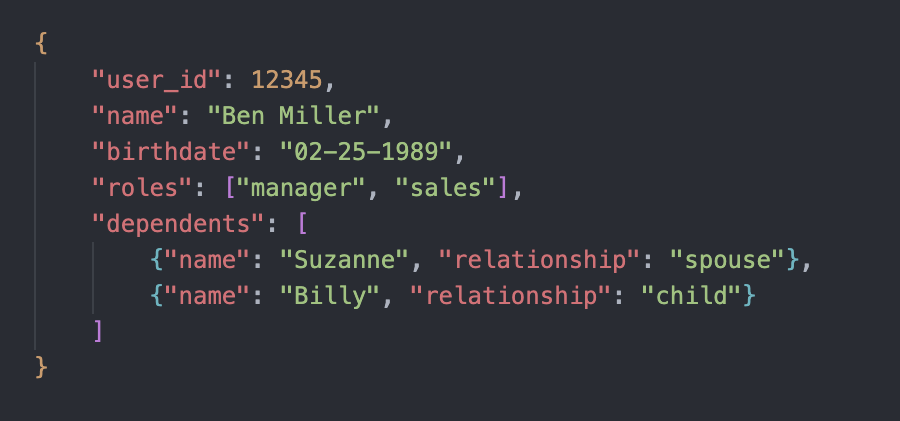 {
    "user_id": 12345,
    "name": "Ben Miller",
    "birthdate": "02-25-1989",
    "roles": ["manager", "sales"],
    "dependents": [
        {"name": "Suzanne", "relationship": "spouse"},
        {"name": "Billy", "relationship": "child"}
    ]
}